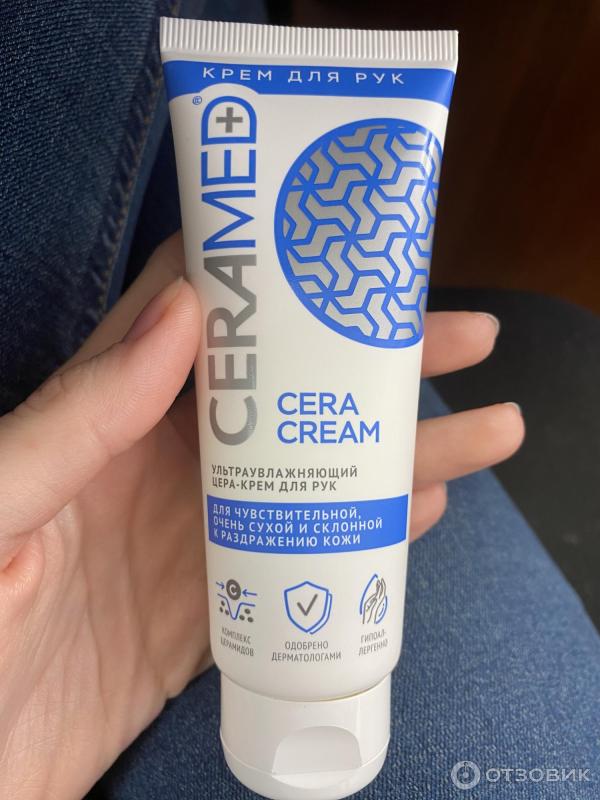 КРЕМ ДЛЯ РУК
CERAMED+
®
CERA
CREAM
УЛЬТРАУВЛАЖНЯЮЩИЙ
ЦЕРА-КРЕМ ДЛЯ РУК
ДЛЯ ЧУВСТВИТЕЛЬНОЙ,
ОЧЕНЬ СУХОЙ И СКЛОННОЙ
К РАЗДРАЖЕНИЮ КОЖИ
C
КОМПЛЕКС
ЦЕРАМИДОВ
ОДОБРЕНО
ДЕРМАТОЛОГАМИ
ГИПОАЛ-
ЛЕРГЕННО
ОТЗОВИК